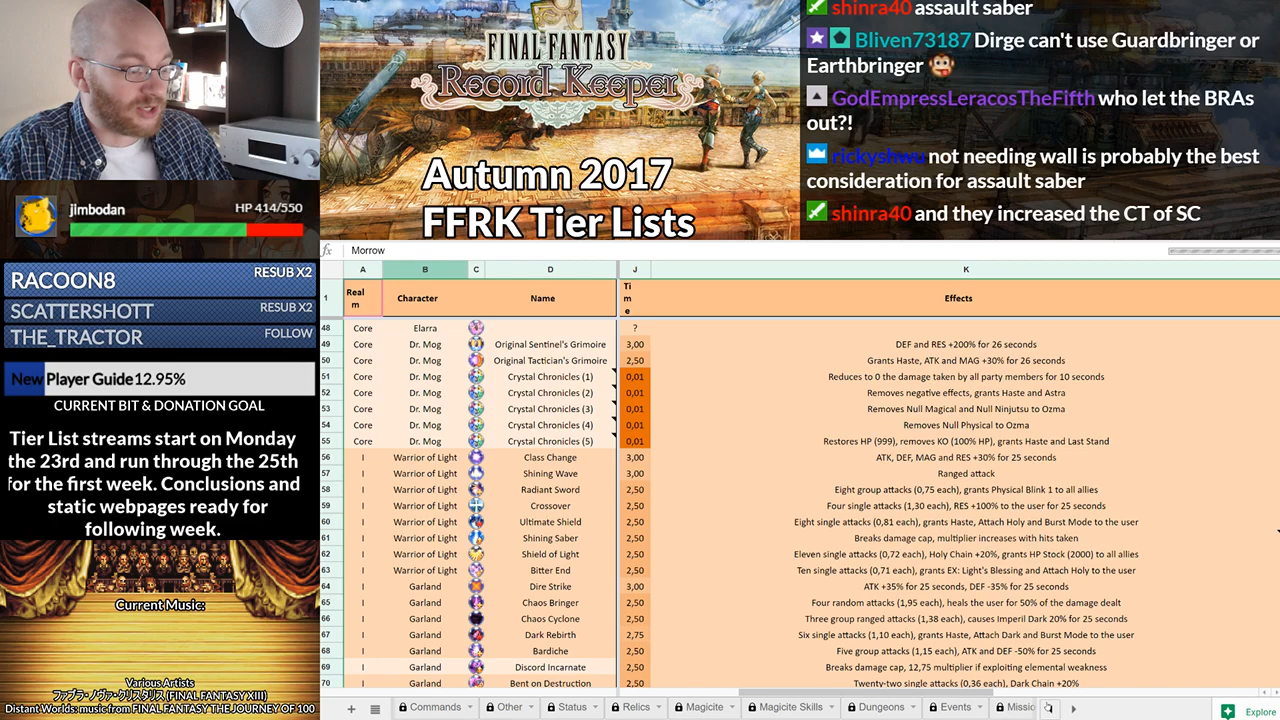 FINAL FANTASY
Record Keeper
Autumn 2017
FFRK Tier Lists
shinra40 assault saber
Bliven73187 Dirge can't use Guardbringer or
Earthbringer
GodEmpressLeracosTheFifth who let the BRAs
out?!
rickyshwu not needing wall is probably the best
consideration for assault saber
shinra40 and they increased the CT of SC
jimbodan HP 414/550
RACOON8 RESUB X2
SCATTERSHOTT RESUB X2
THE_TRACTOR FOLLOW
New Player Guide 12.95%
CURRENT BIT & DONATION GOAL
Tier List streams start on Monday
the 23rd and run through the 25th
for the first week. Conclusions and
static webpages ready for
following week.
Current Music:
Various Artists
ファブラ・ノヴァ・クリスタリス (FINAL FANTASY XIII)
Distant Worlds: music from FINAL FANTASY THE JOURNEY OF 100
fx Morrow
A B C D J K
1 Realm Character Name Time Effects
48 Core Elarra ?
49 Core Dr. Mog Original Sentinel's Grimoire 3,00 DEF and RES +200% for 26 seconds
50 Core Dr. Mog Original Tactician's Grimoire 2,50 Grants Haste, ATK and MAG +30% for 26 seconds
51 Core Dr. Mog Crystal Chronicles (1) 0,01 Reduces to 0 the damage taken by all party members for 10 seconds
52 Core Dr. Mog Crystal Chronicles (2) 0,01 Removes negative effects, grants Haste and Astra
53 Core Dr. Mog Crystal Chronicles (3) 0,01 Removes Null Magical and Null Ninjutsu to Ozma
54 Core Dr. Mog Crystal Chronicles (4) 0,01 Removes Null Physical to Ozma
55 Core Dr. Mog Crystal Chronicles (5) 0,01 Restores HP (999), removes KO (100% HP), grants Haste and Last Stand
56 I Warrior of Light Class Change 3,00 ATK, DEF, MAG and RES +30% for 25 seconds
57 I Warrior of Light Shining Wave 3,00 Ranged attack
58 I Warrior of Light Radiant Sword 2,50 Eight group attacks (0,75 each), grants Physical Blink 1 to all allies
59 I Warrior of Light Crossover 2,50 Four single attacks (1,30 each), RES +100% to the user for 25 seconds
60 I Warrior of Light Ultimate Shield 2,50 Eight single attacks (0,81 each), grants Haste, Attach Holy and Burst Mode to the user
61 I Warrior of Light Shining Saber 2,50 Breaks damage cap, multiplier increases with hits taken
62 I Warrior of Light Shield of Light 2,50 Eleven single attacks (0,72 each), Holy Chain +20%, grants HP Stock (2000) to all allies
63 I Warrior of Light Bitter End 2,50 Ten single attacks (0,71 each), grants EX: Light's Blessing and Attach Holy to the user
64 I Garland Dire Strike 3,00 ATK +35% for 25 seconds, DEF -35% for 25 seconds
65 I Garland Chaos Bringer 2,50 Four random attacks (1,95 each), heals the user for 50% of the damage dealt
66 I Garland Chaos Cyclone 2,50 Three group ranged attacks (1,38 each), causes Imperil Dark 20% for 25 seconds
67 I Garland Dark Rebirth 2,75 Six single attacks (1,10 each), grants Haste, Attach Dark and Burst Mode to the user
68 I Garland Bardiche 2,50 Five group attacks (1,15 each), ATK and DEF -50% for 25 seconds
69 I Garland Discord Incarnate 2,50 Breaks damage cap, 12,75 multiplier if exploiting elemental weakness
70 I Garland Bent on Destruction 2,50 Twenty-two single attacks (0,36 each), Dark Chain +20%
+ Commands Other Status Relics Magicite Magicite Skills Dungeons Events Missio Explore